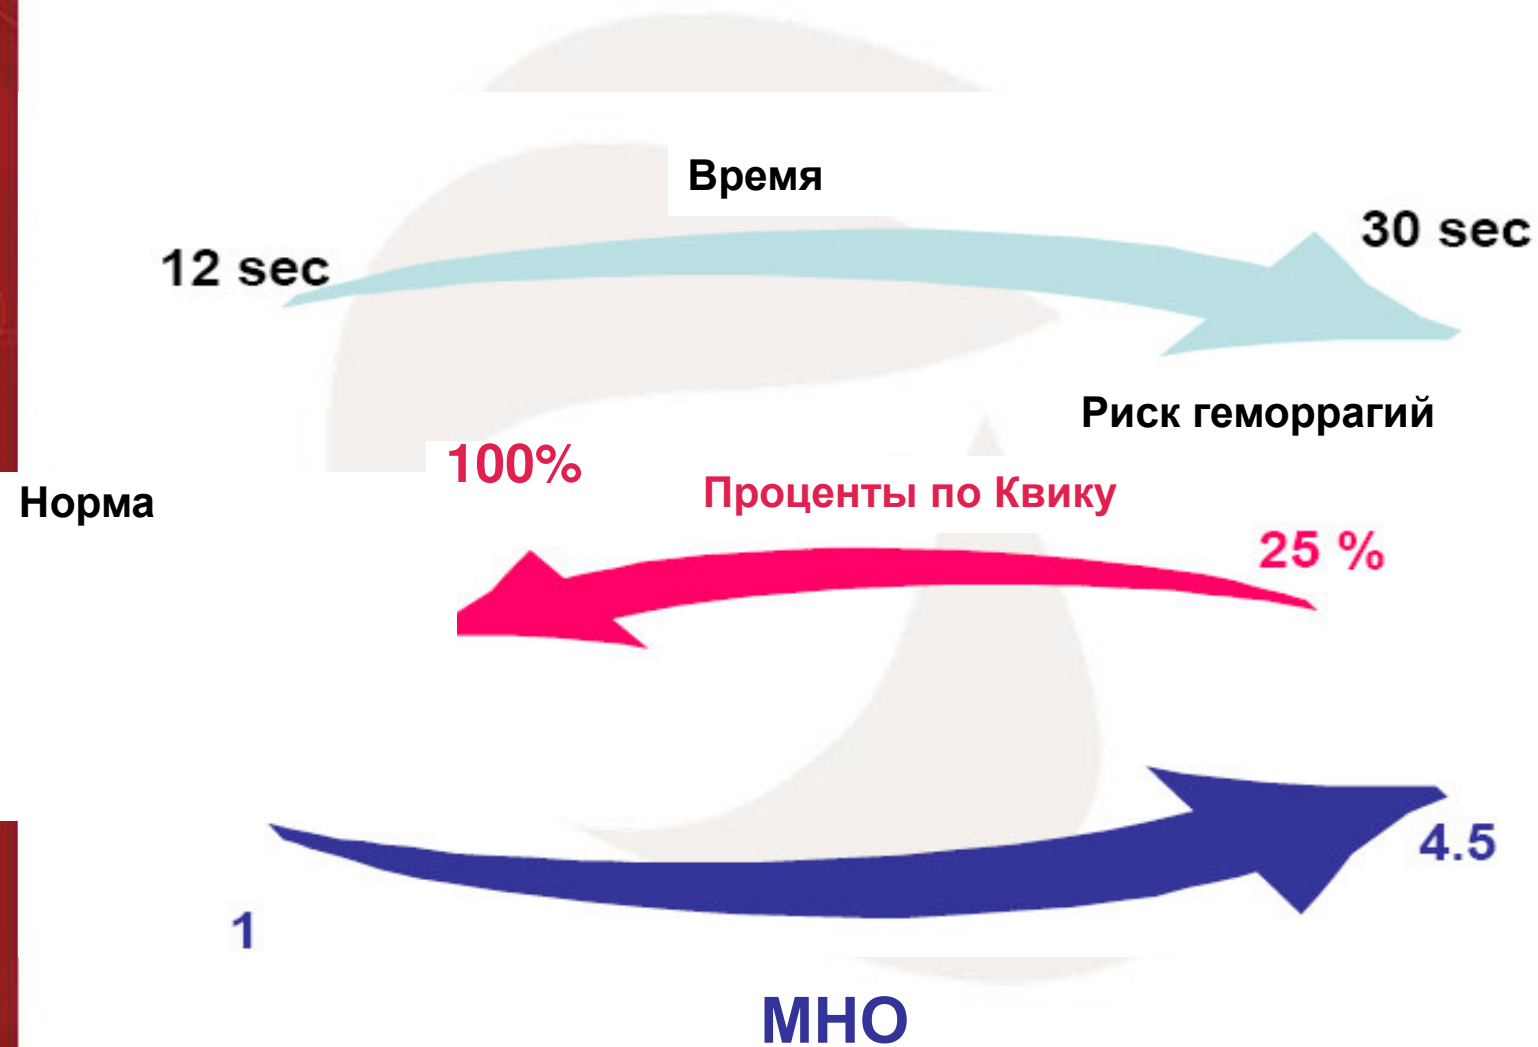 Время
12 sec
30 sec
Риск геморрагий
Норма
100%
Проценты по Квику
25 %
1
4.5
МНО